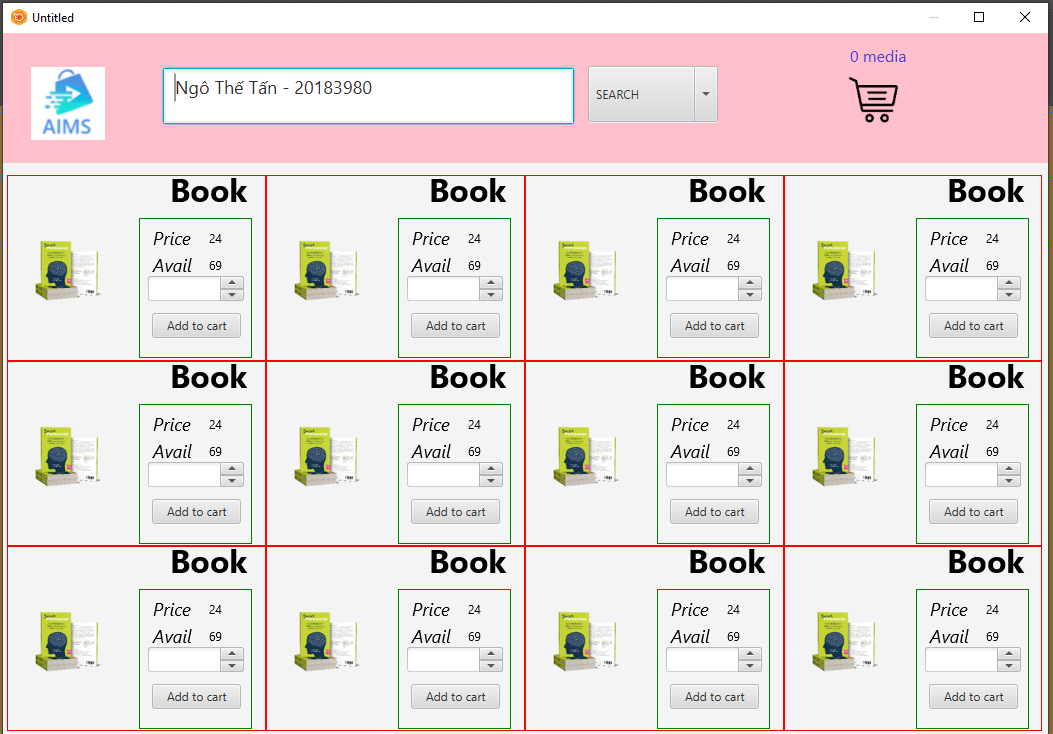 Untitled
0 media
AIMS
Ngô Thế Tấn - 20183980
SEARCH
Book Book Book Book
Price 24 Price 24 Price 24 Price 24
Avail 69 Avail 69 Avail 69 Avail 69
Add to cart Add to cart Add to cart Add to cart
Book Book Book Book
Price 24 Price 24 Price 24 Price 24
Avail 69 Avail 69 Avail 69 Avail 69
Add to cart Add to cart Add to cart Add to cart
Book Book Book Book
Price 24 Price 24 Price 24 Price 24
Avail 69 Avail 69 Avail 69 Avail 69
Add to cart Add to cart Add to cart Add to cart